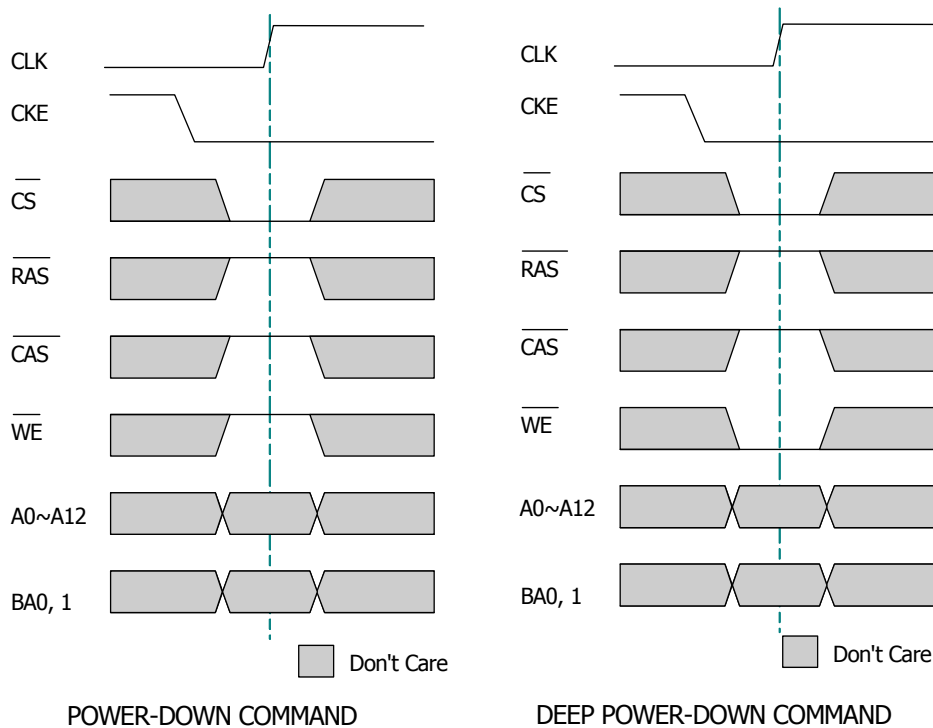 CLK
CKE
CS
RAS
CAS
WE
A0~A12
BA0, 1
Don't Care
POWER-DOWN COMMAND
CLK
CKE
CS
RAS
CAS
WE
A0~A12
BA0, 1
Don't Care
DEEP POWER-DOWN COMMAND